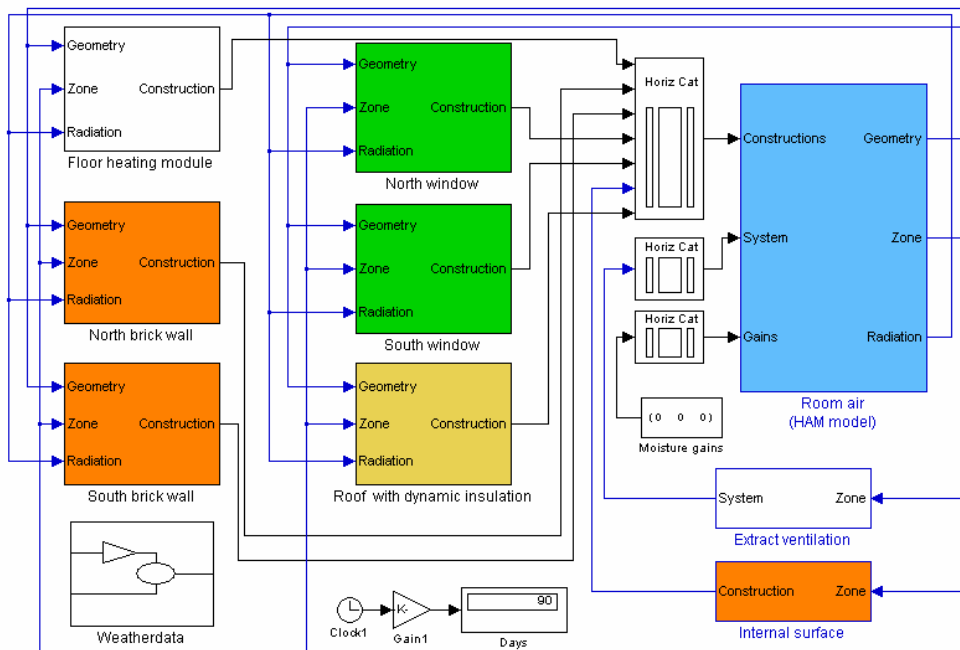 Geometry
Zone
Construction
Radiation
Floor heating module
Geometry
Zone
Construction
Radiation
North brick wall
Geometry
Zone
Construction
Radiation
South brick wall
Weatherdata
Geometry
Zone
Construction
Radiation
North window
Geometry
Zone
Construction
Radiation
South window
Geometry
Zone
Construction
Radiation
Roof with dynamic insulation
Clock1
K-
Gain1
90
Days
Horiz Cat
Horiz Cat
Horiz Cat
(0 0 0)
Moisture gains
Constructions
Geometry
System
Zone
Gains
Radiation
Room air
(HAM model)
System
Zone
Extract ventilation
Construction
Zone
Internal surface